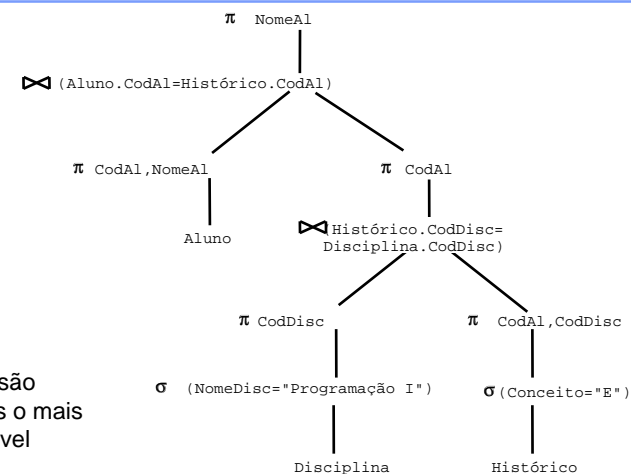 π NomeAl
⋈ (Aluno.CodAl=Histórico.CodAl)
π CodAl,NomeAl
π CodAl
Aluno
⋈(Histórico.CodDisc=
Disciplina.CodDisc)
π CodDisc
π CodAl,CodDisc
são
s o mais
vel
σ (NomeDisc="Programação I")
σ(Conceito="E")
Disciplina
Histórico